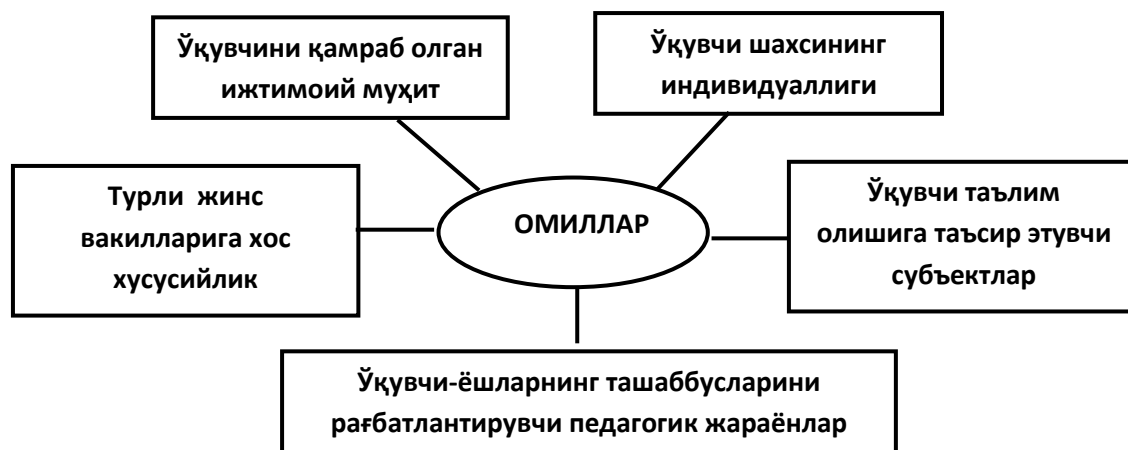 Ўқувчини қамраб олган
ижтимоий муҳит
Ўқувчи шахсининг
индивидуаллиги
Турли жинс
вакилларига хос
хусусийлик
ОМИЛЛАР
Ўқувчи таълим
олишига таъсир этувчи
субъектлар
Ўқувчи-ёшларнинг ташаббусларини
рағбатлантирувчи педагогик жараёнлар